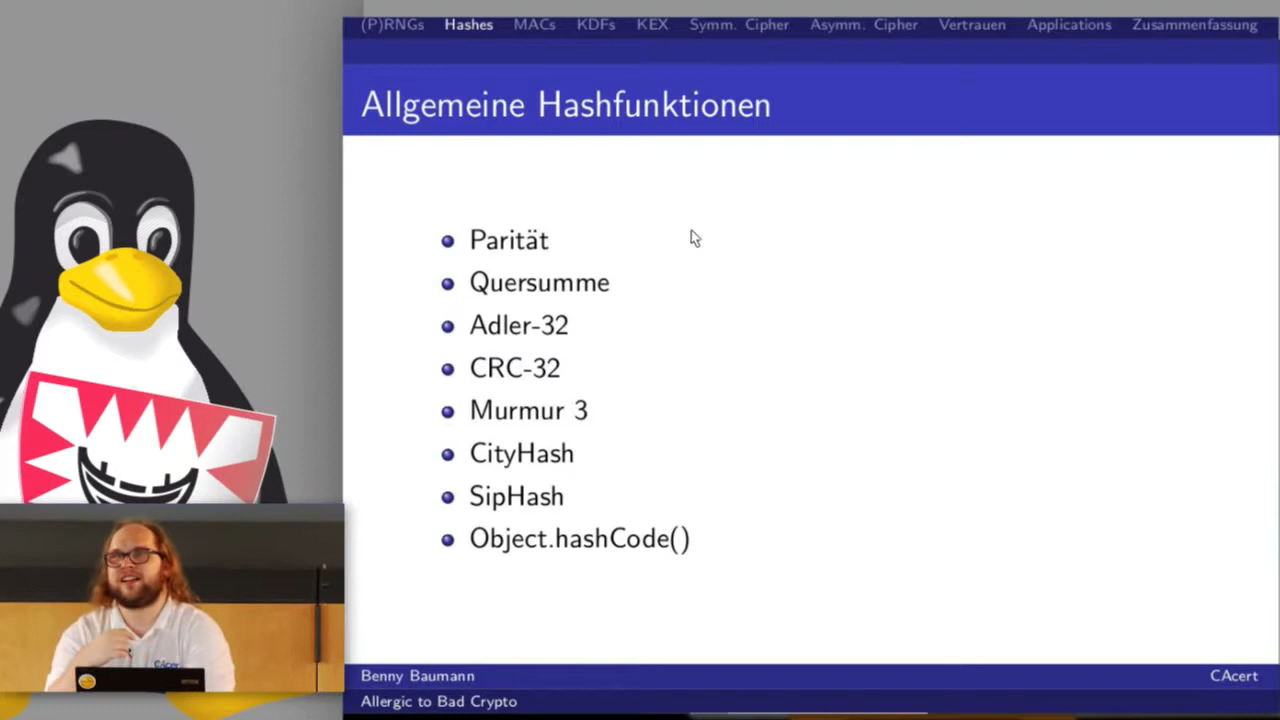 (P)RNGs Hashes MACs KDFs KEX Symm. Cipher Asymm. Cipher Vertrauen Applications Zusammenfassung
Allgemeine Hashfunktionen
Parität
Quersumme
Adler-32
CRC-32
Murmur 3
CityHash
SipHash
Object.hashCode()
Benny Baumann CAcert
Allergic to Bad Crypto